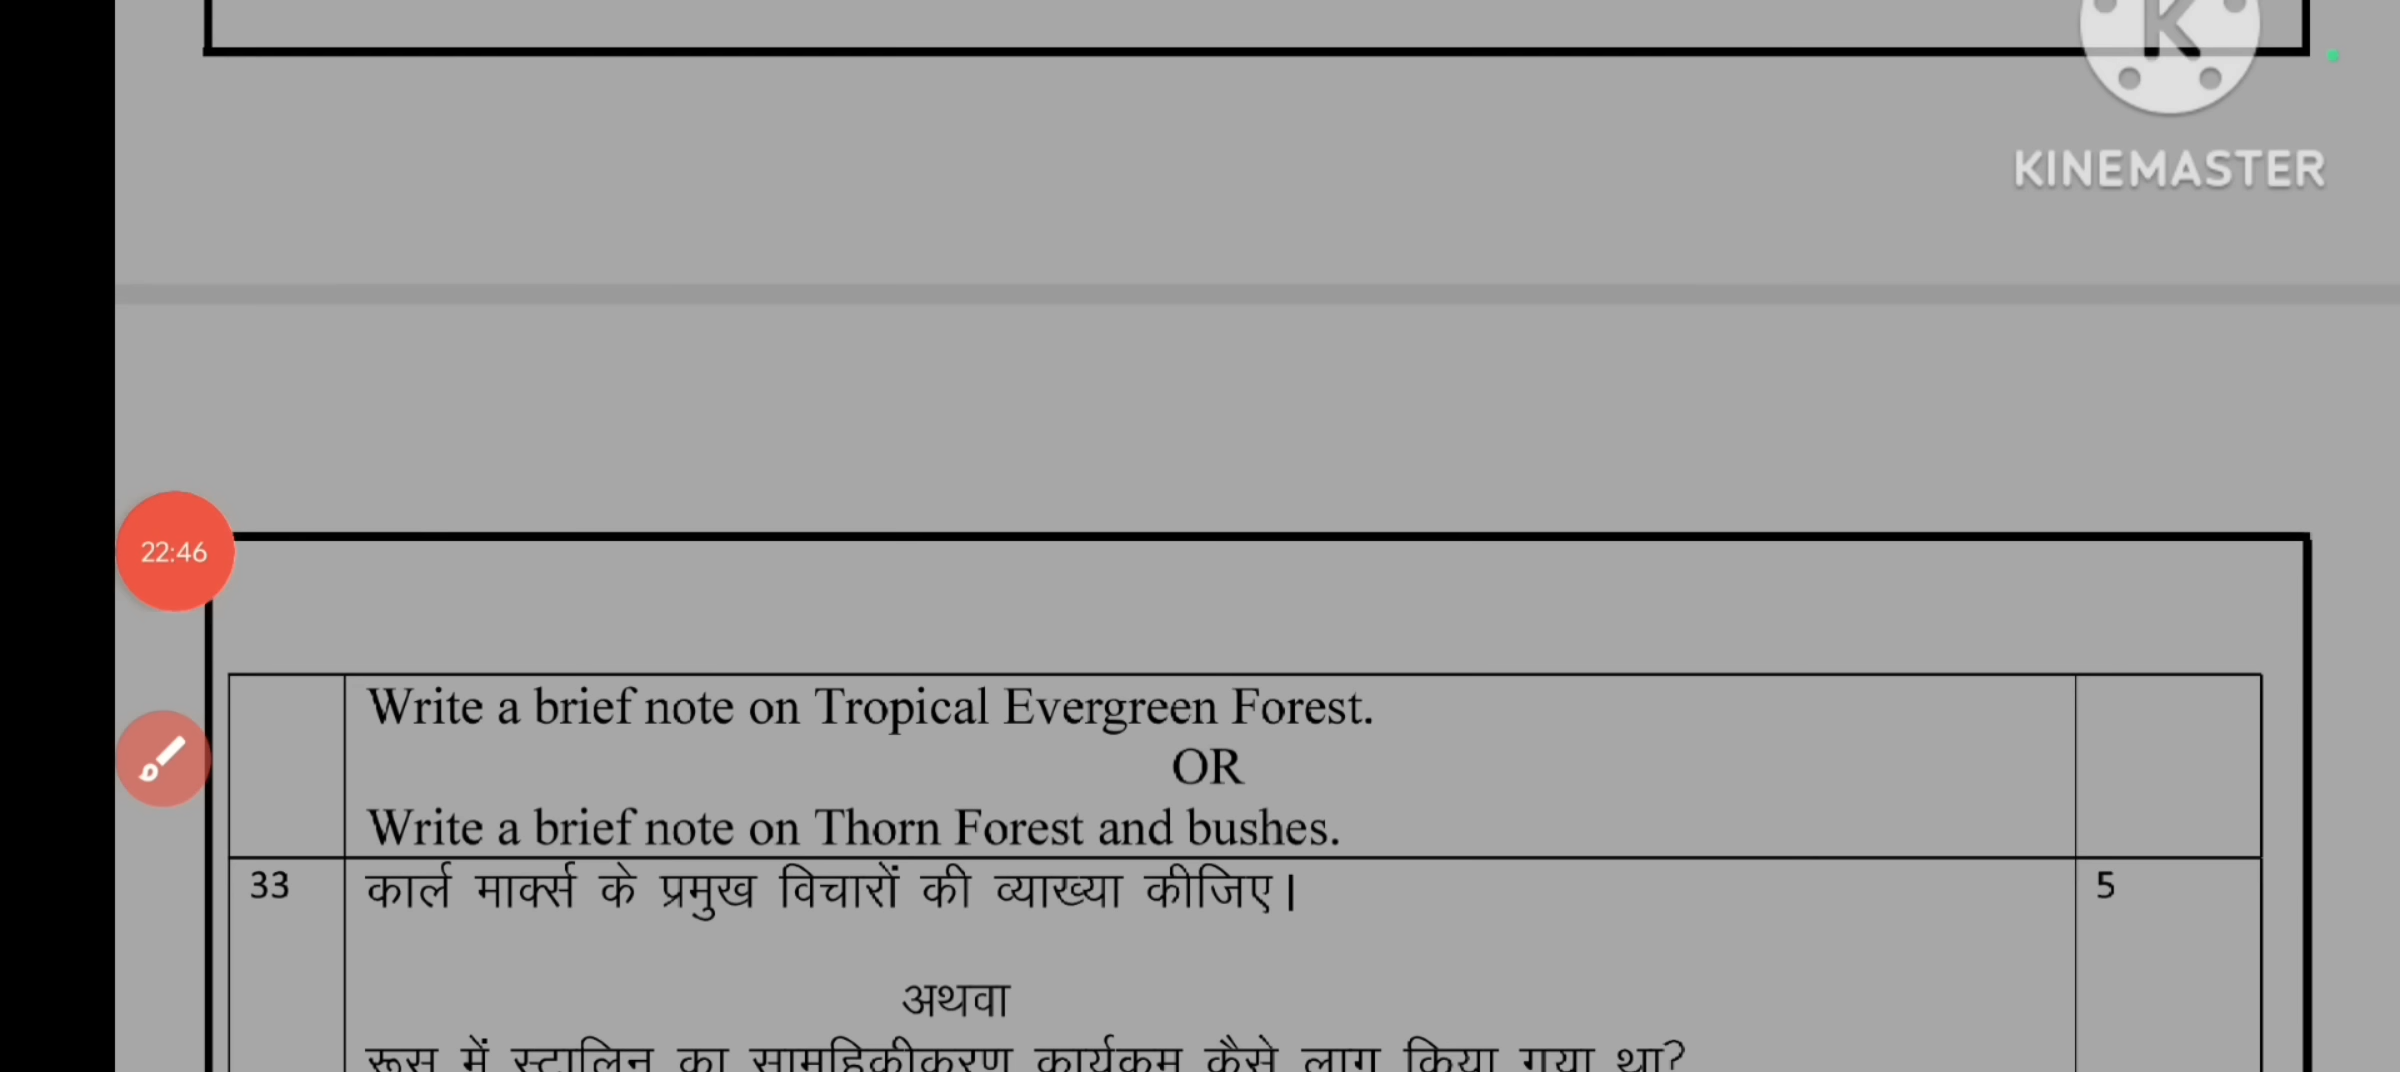 KINEMASTER
22:46
Write a brief note on Tropical Evergreen Forest.
OR
Write a brief note on Thorn Forest and bushes.
33 कार्ल मार्क्स के प्रमुख विचारों की व्याख्या कीजिए। 5
अथवा
रूस में स्टालिन का सामूहिकीकरण कार्यक्रम कैसे लागू किया गया था?